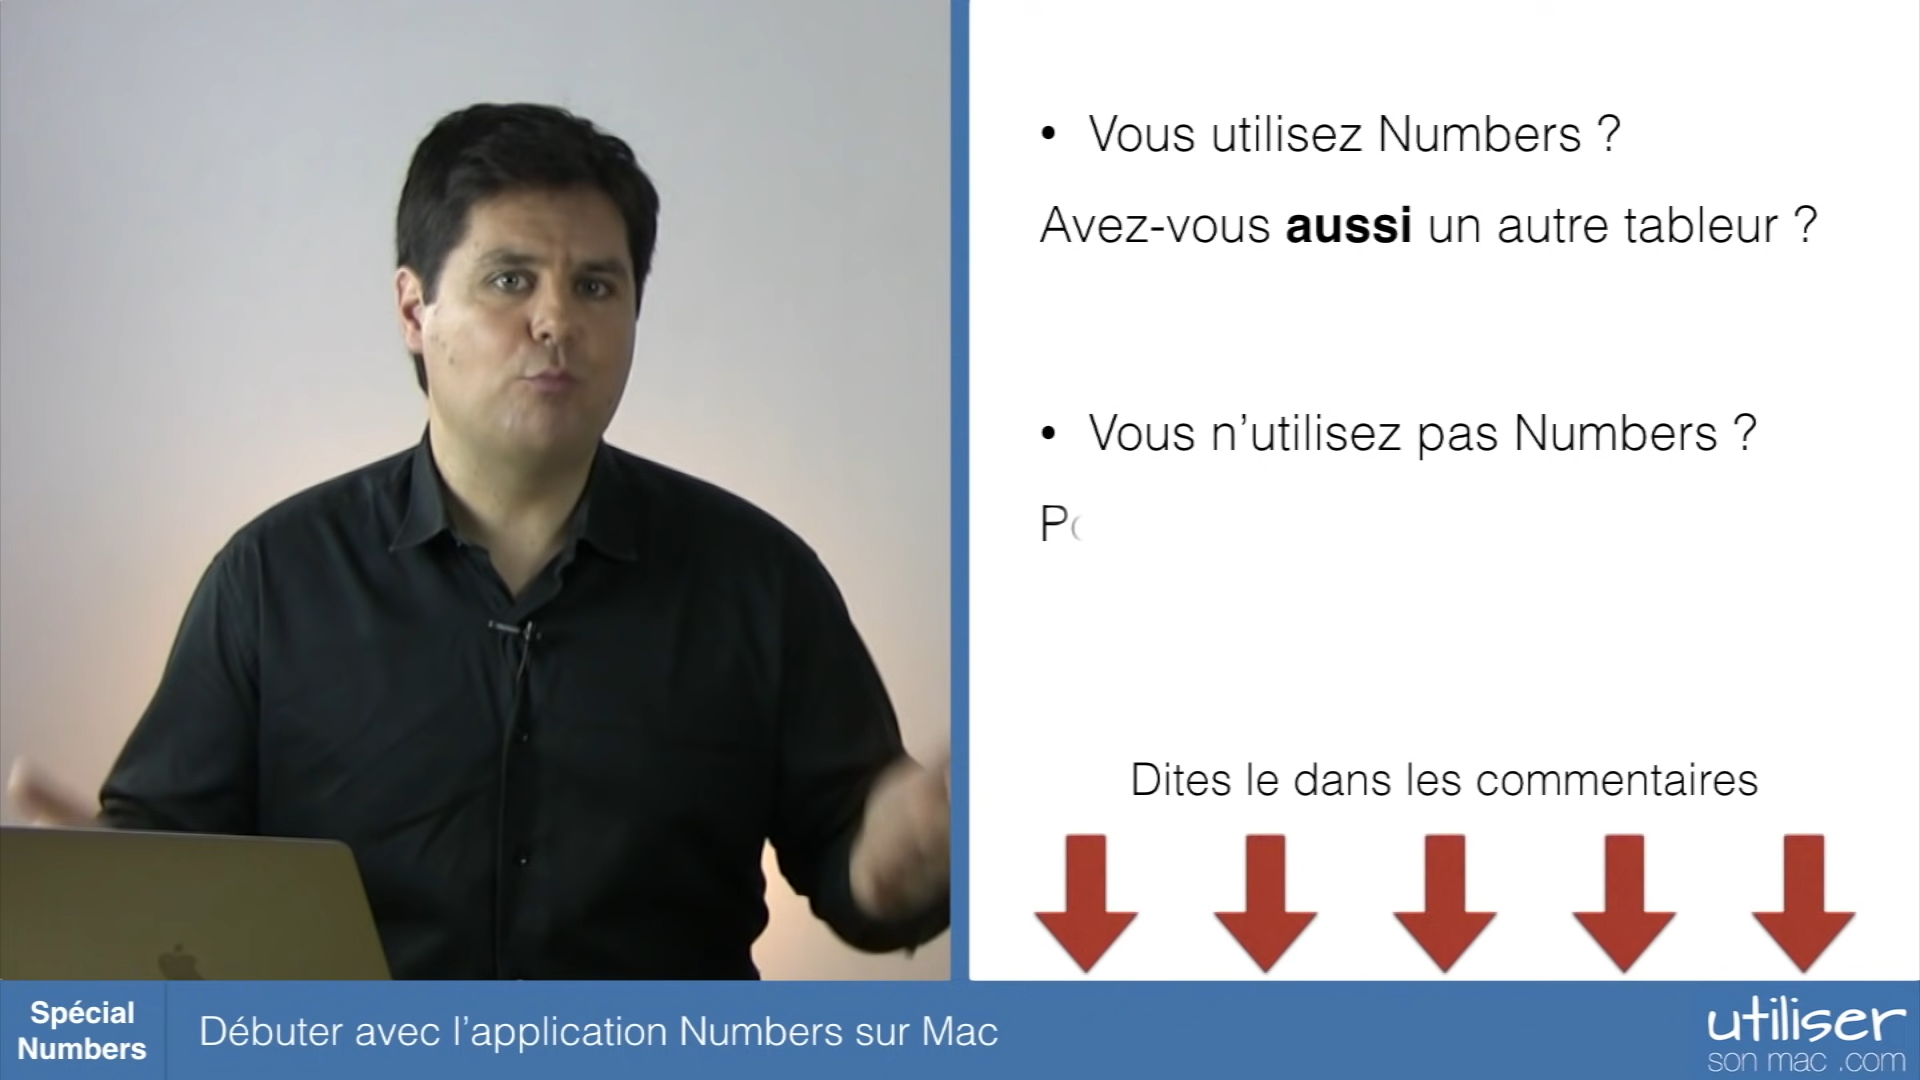 • Vous utilisez Numbers ?
Avez-vous aussi un autre tableur ?
• Vous n’utilisez pas Numbers ?
P
Dites le dans les commentaires
Spécial
Numbers
Débuter avec l’application Numbers sur Mac
utiliser
son mac .com